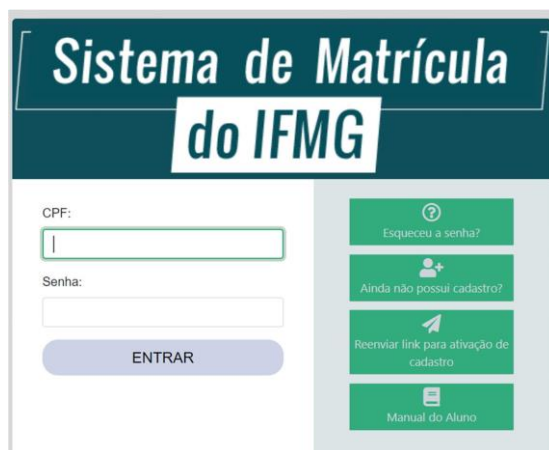 Sistema de Matrícula
do IFMG
CPF:
Senha:
ENTRAR
Esqueceu a senha?
Ainda não possui cadastro?
Reenviar link para ativação de
cadastro
Manual do Aluno